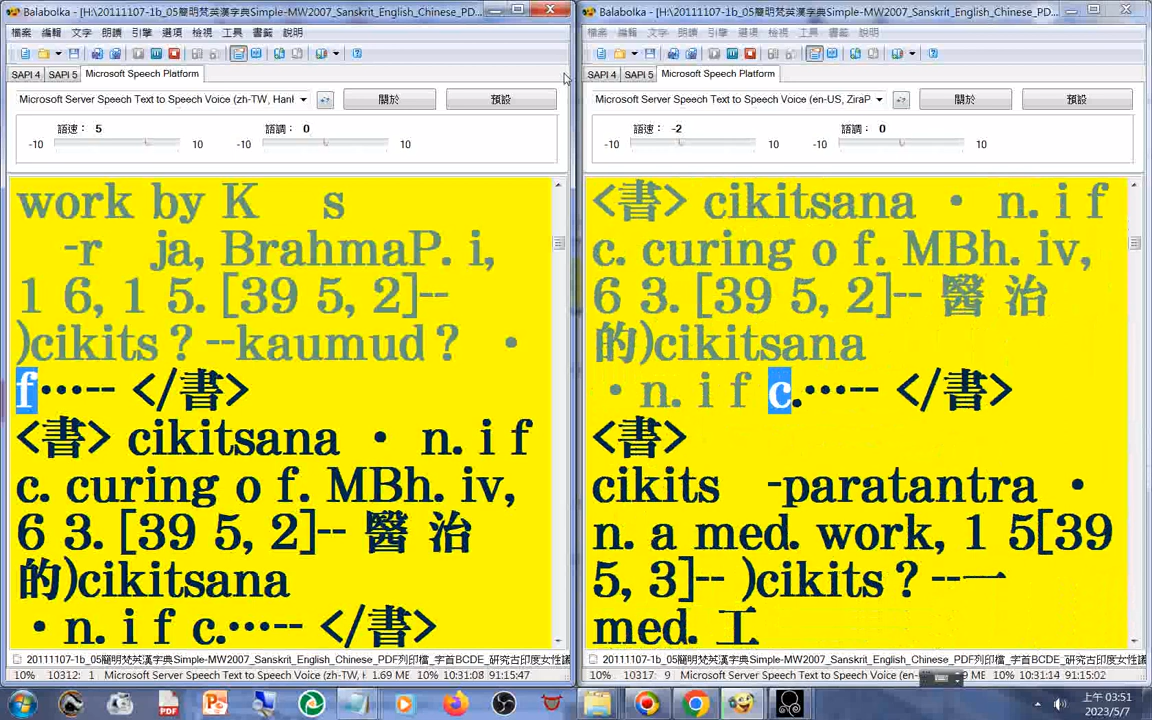 Balabolka - [H:\20111107-1b_05簡明梵英漢字典Simple-MW2007_Sanskrit_English_Chinese_PD...
檔案 編輯 文字 朗讀 引擎 選項 檢視 工具 書籤 說明
SAPI 4 SAPI 5 Microsoft Speech Platform
Microsoft Server Speech Text to Speech Voice (zh-TW, Hanl
關於 預設
語速： 5 語調： 0
-10 10 -10 10
work by K s
-r ja, BrahmaP. i,
1 6, 1 5. [39 5, 2]--
)cikits？--kaumud？ •
f…-- </書>
<書> cikitsana • n. i f
c. curing o f. MBh. iv,
6 3. [39 5, 2]-- 醫 治
的)cikitsana
• n. i f c.…-- </書>
20111107-1b_05簡明梵英漢字典Simple-MW2007_Sanskrit_English_Chinese_PDF列印檔_字首BCDE_研究古印度女性議
10% 10312: 1 Microsoft Server Speech Text to Speech Voice (zh-TW, H 1.69 MB 10% 10:31:08 91:15:47
Balabolka - [H:\20111107-1b_05簡明梵英漢字典Simple-MW2007_Sanskrit_English_Chinese_PD...
檔案 編輯 文字 朗讀 引擎 選項 檢視 工具 書籤 說明
SAPI 4 SAPI 5 Microsoft Speech Platform
Microsoft Server Speech Text to Speech Voice (en-US, ZiraP
關於 預設
語速： -2 語調： 0
-10 10 -10 10
<書> cikitsana • n. i f
c. curing o f. MBh. iv,
6 3. [39 5, 2]-- 醫 治
的)cikitsana
• n. i f c.…-- </書>
<書>
cikits -paratantra •
n. a med. work, 1 5[39
5, 3]-- )cikits？--一
med. 工
20111107-1b_05簡明梵英漢字典Simple-MW2007_Sanskrit_English_Chinese_PDF列印檔_字首BCDE_研究古印度女性議
10% 10317: 9 Microsoft Server Speech Text to Speech Voice (en-us 9 MB 10% 10:31:14 91:15:02
上午 03:51
2023/5/7